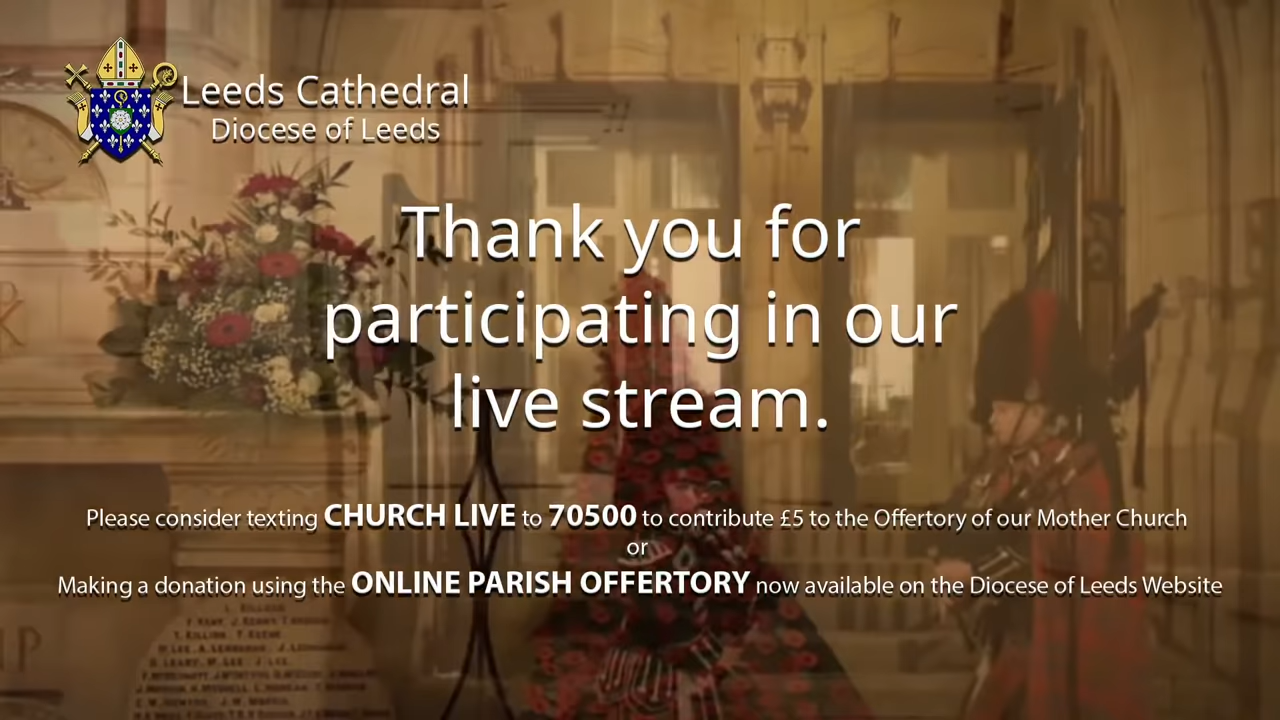 Leeds Cathedral
Diocese of Leeds
Thank you for
participating in our
live stream.
Please consider texting CHURCH LIVE to 70500 to contribute £5 to the Offertory of our Mother Church
or
Making a donation using the ONLINE PARISH OFFERTORY now available on the Diocese of Leeds Website
T. KILLIN . T. KEENE